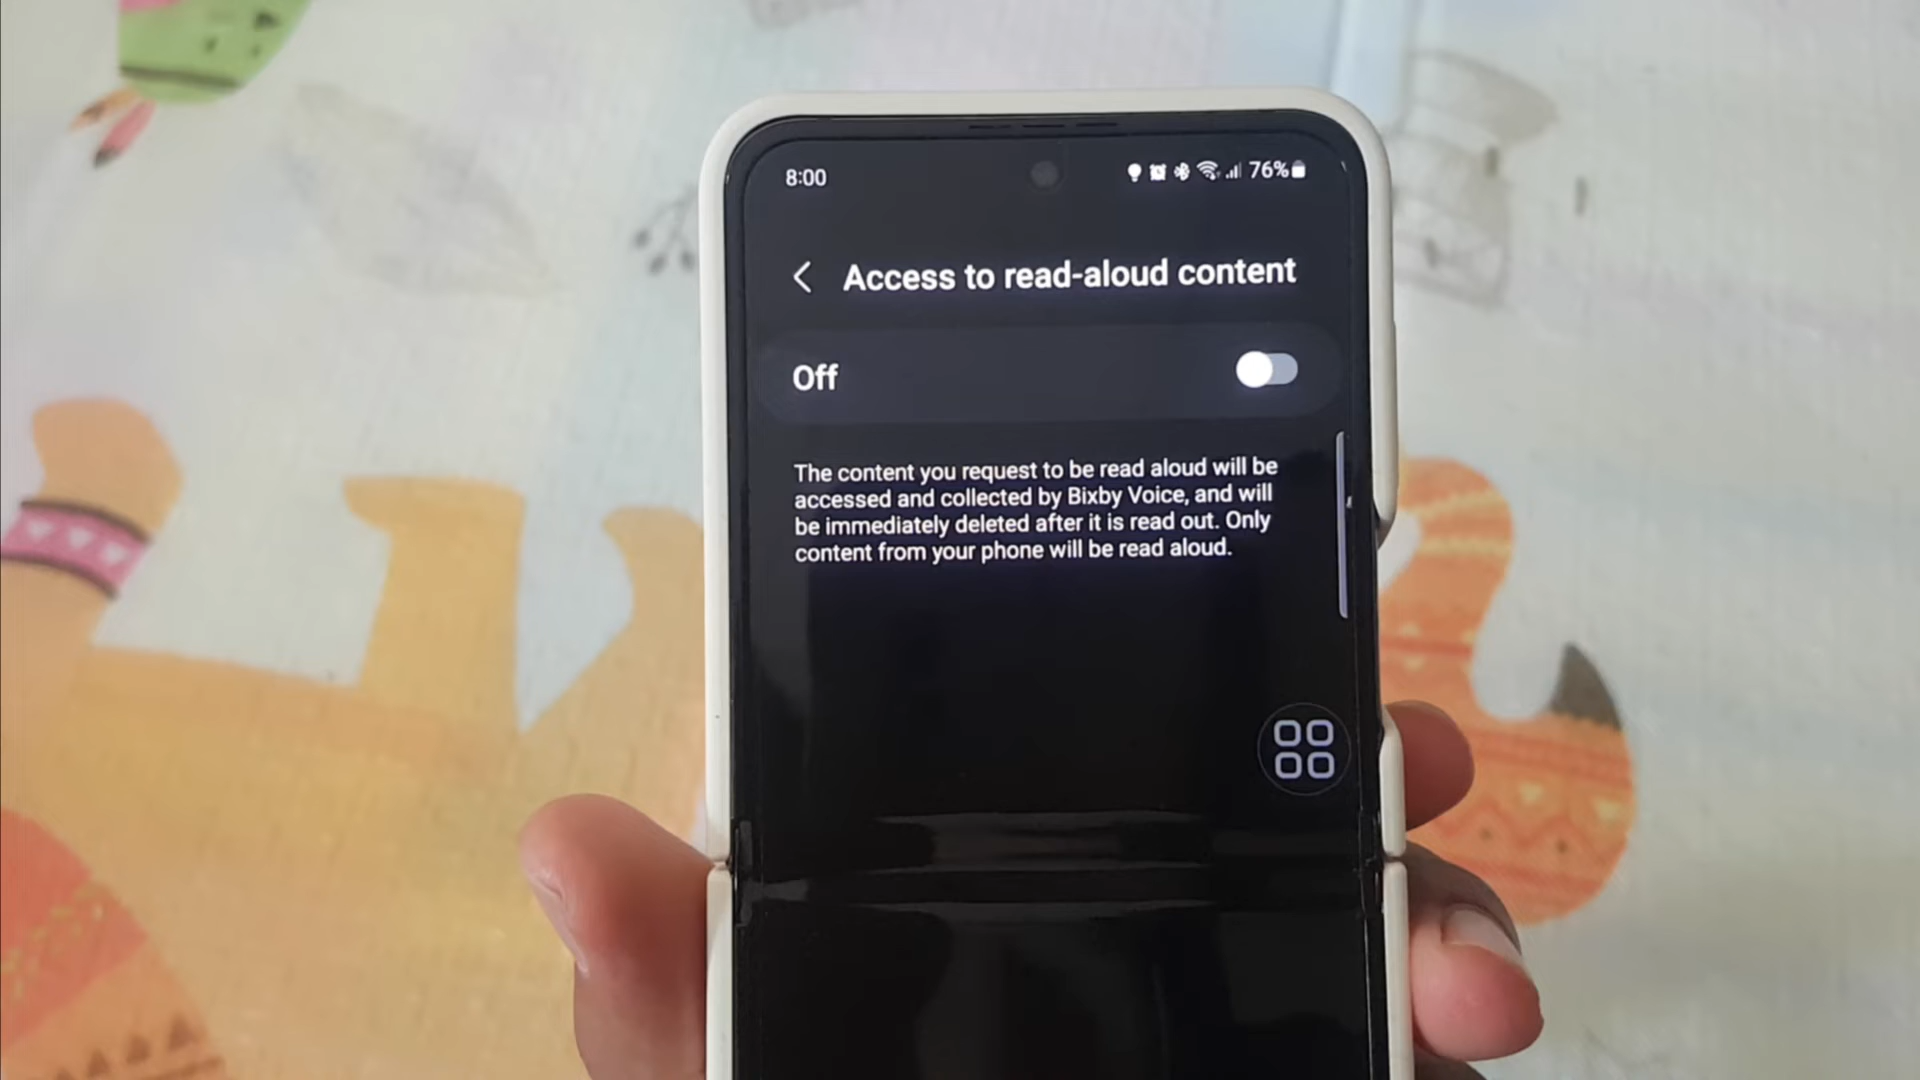 8:00
76%
Access to read-aloud content
Off
The content you request to be read aloud will be
accessed and collected by Bixby Voice, and will
be immediately deleted after it is read out. Only
content from your phone will be read aloud.